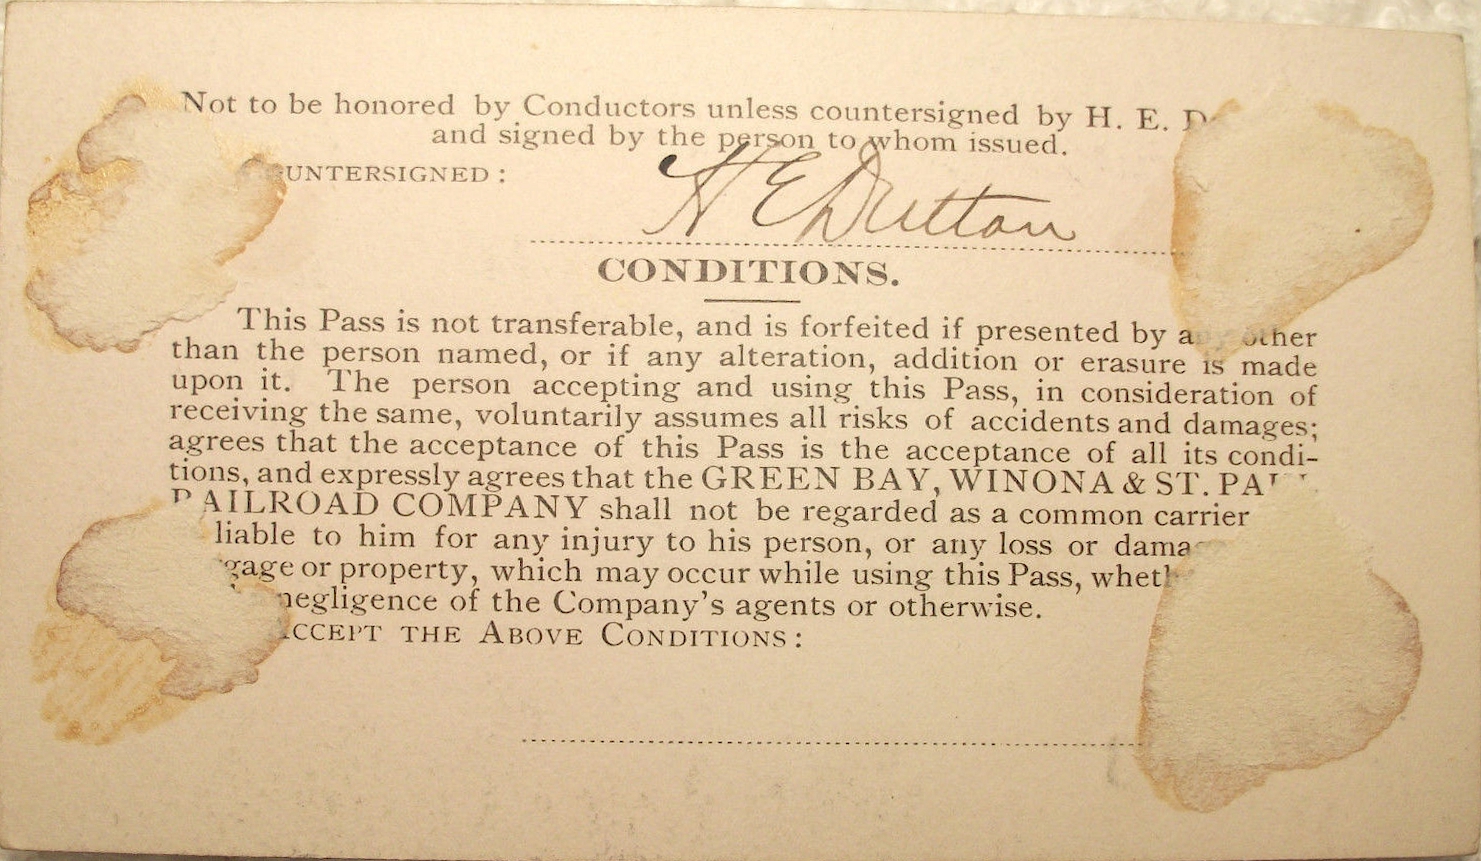 Not to be honored by Conductors unless countersigned by H. E.
and signed by the person to whom issued.
H E Dutton
CONDITIONS.
This Pass is not transferable, and is forfeited if presented by any other
than the person named, or if any alteration, addition or erasure is made
upon it. The person accepting and using this Pass, in consideration of
receiving the same, voluntarily assumes all risks of accidents and damages;
agrees that the acceptance of this Pass is the acceptance of all its condi-
tions, and expressly agrees that the GREEN BAY, WINONA & ST. PAUL
RAILROAD COMPANY shall not be regarded as a common carrier
liable to him for any injury to his person, or any loss or
or property, which may occur while using this Pass,
negligence of the Company's agents or otherwise.
THE ABOVE CONDITIONS: